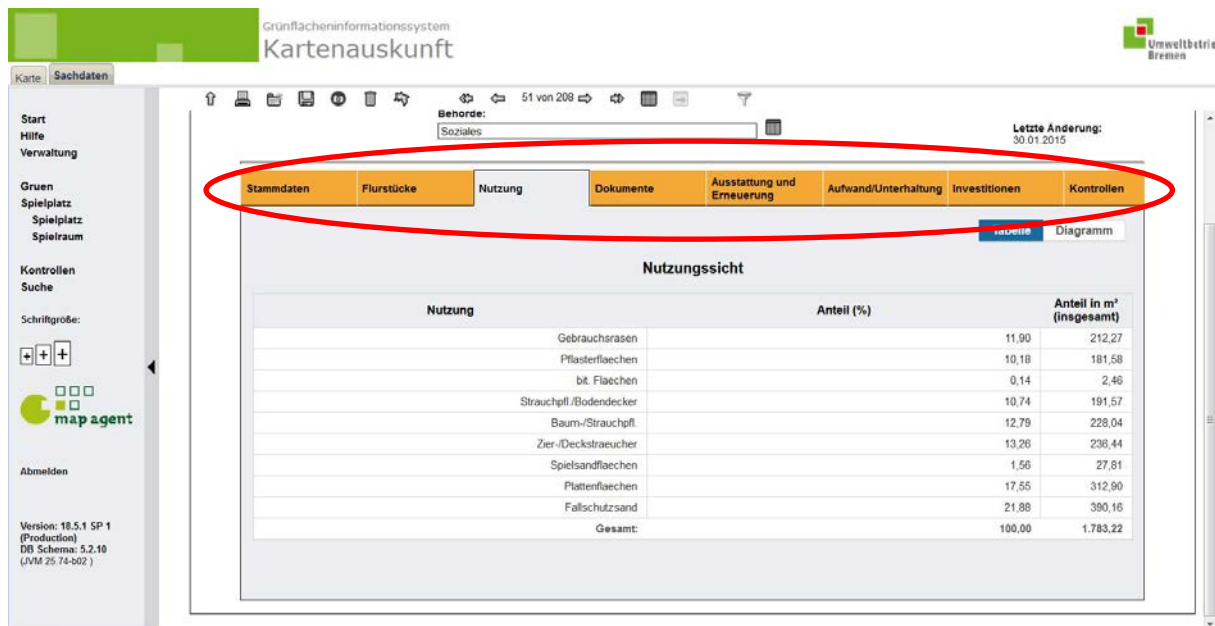 Grünflächeninformationssystem
Kartenauskunft
Umweltbetrie
Bremen
Karte Sachdaten
51 von 208
Behörde:
Soziales
Letzte Änderung:
30.01.2015
Start
Hilfe
Verwaltung
Gruen
Spielplatz
Spielplatz
Spielraum
Kontrollen
Suche
Schriftgröße:
+ + +
map agent
Abmelden
Version: 18.5.1 SP 1
(Production)
DB Schema: 5.2.10
(JVM 25.74-b02 )
Stammdaten Flurstücke Nutzung Dokumente Ausstattung und Erneuerung Aufwand/Unterhaltung Investitionen Kontrollen
Tabelle Diagramm
Nutzungssicht
Nutzung Anteil (%) Anteil in m² (insgesamt)
Gebrauchsrasen 11,90 212,27
Pflasterflaechen 10,18 181,58
bit. Flaechen 0,14 2,46
Strauchpfl./Bodendecker 10,74 191,57
Baum-/Strauchpfl. 12,79 228,04
Zier-/Deckstraeucher 13,26 236,44
Spielsandflaechen 1,56 27,81
Plattenflaechen 17,55 312,90
Fallschutzsand 21,88 390,16
Gesamt: 100,00 1.783,22